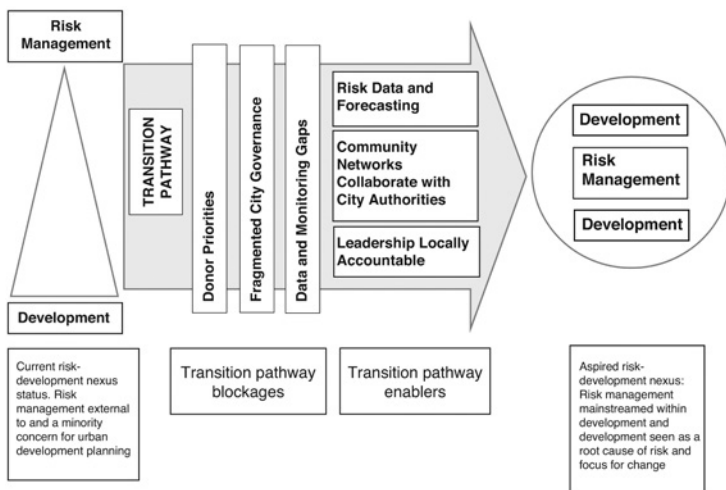 Risk
Management
Development
TRANSITION
PATHWAY
Donor Priorities
Fragmented City Governance
Data and Monitoring Gaps
Risk Data and
Forecasting
Community
Networks
Collaborate with
City Authorities
Leadership Locally
Accountable
Development
Risk
Management
Development
Current risk-
development nexus
status. Risk
management external
to and a minority
concern for urban
development planning
Transition pathway
blockages
Transition pathway
enablers
Aspired risk-
development nexus:
Risk management
mainstreamed within
development and
development seen as a
root cause of risk and
focus for change